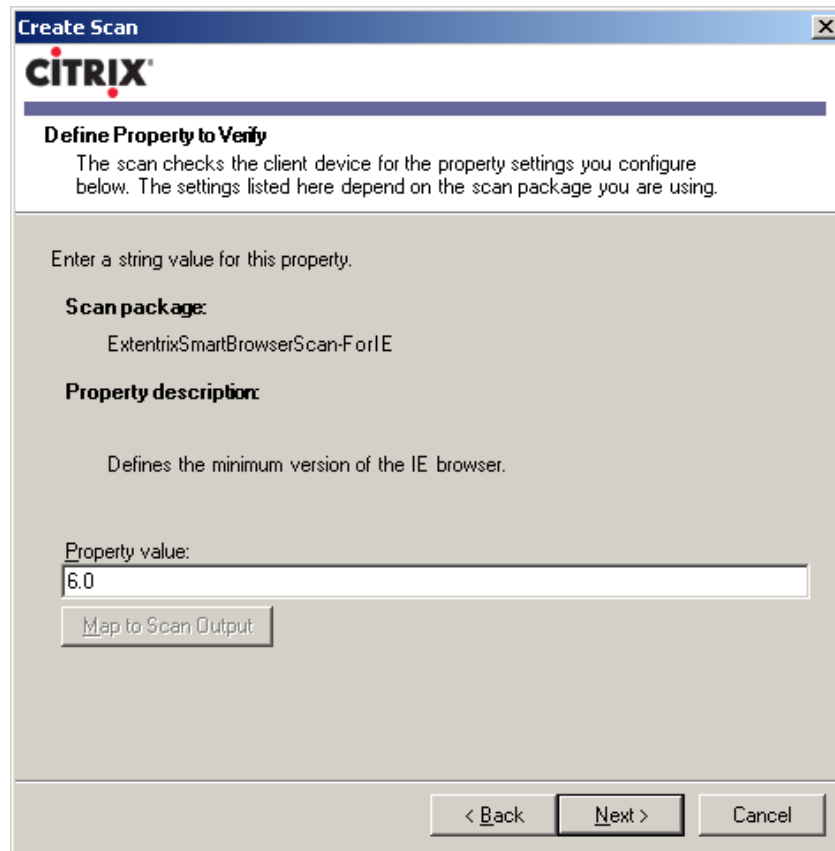 Create Scan
CITRIX
Define Property to Verify
The scan checks the client device for the property settings you configure
below. The settings listed here depend on the scan package you are using.
Enter a string value for this property.
Scan package:
ExtentrixSmartBrowserScan-ForIE
Property description:
Defines the minimum version of the IE browser.
Property value:
6.0
Map to Scan Output
< Back Next > Cancel